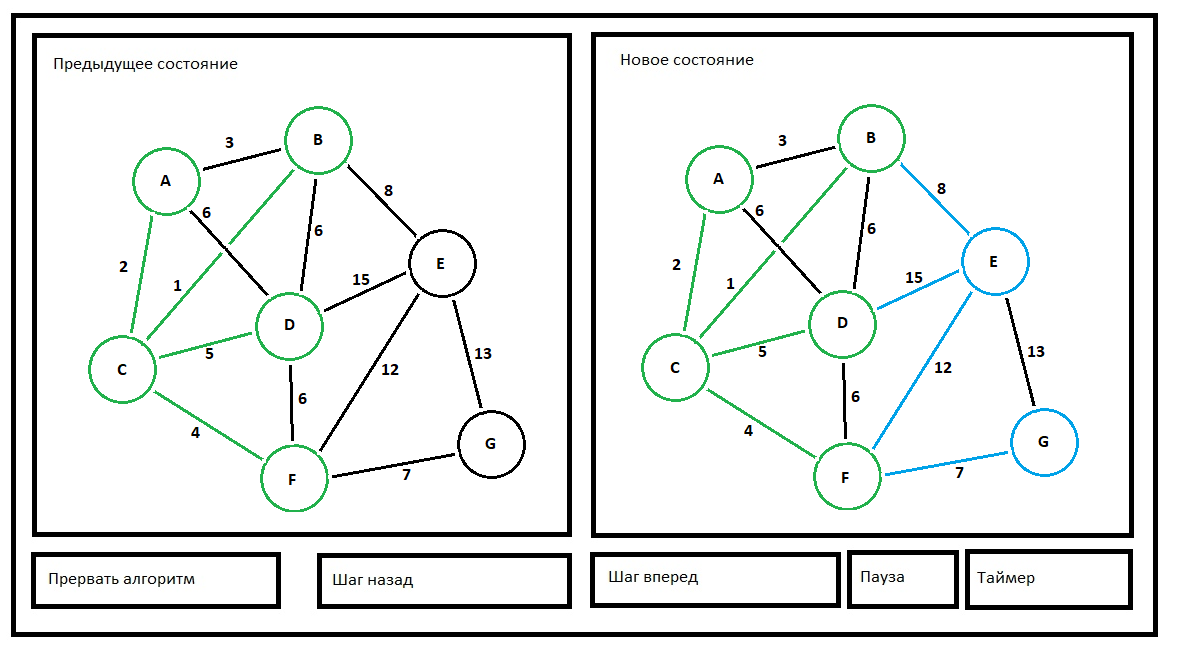 Предыдущее состояние
B
3
A
8
6
6
E
2
15
1
D
13
5
C
12
6
4
G
F
7
Новое состояние
B
3
A
8
6
6
E
2
15
1
D
13
5
C
12
6
4
G
F
7
Прервать алгоритм
Шаг назад
Шаг вперед
Пауза
Таймер